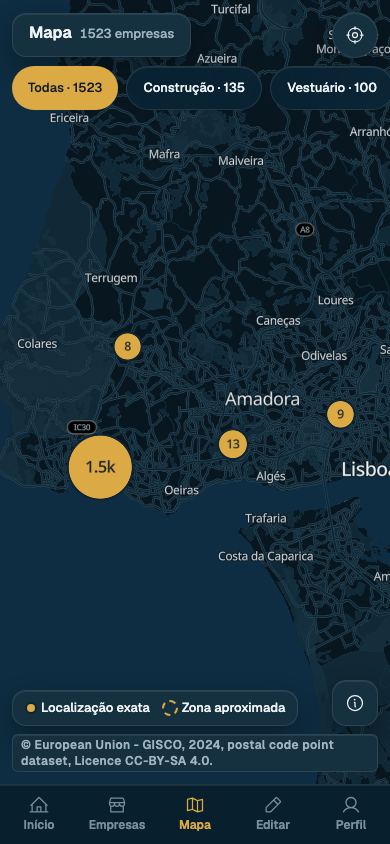 Turcifal
Mapa 1523 empresas
Azueira
Todas · 1523
Construção · 135
Vestuário · 100
Ericeira
Mafra
Malveira
A8
Terrugem
Loures
Caneças
Colares
8
Odivelas
Amadora
9
IC30
13
1.5k
Algés
Oeiras
Trafaria
Costa da Caparica
Localização exata
Zona aproximada
© European Union - GISCO, 2024, postal code point
dataset, Licence CC-BY-SA 4.0.
Início
Empresas
Mapa
Editar
Perfil